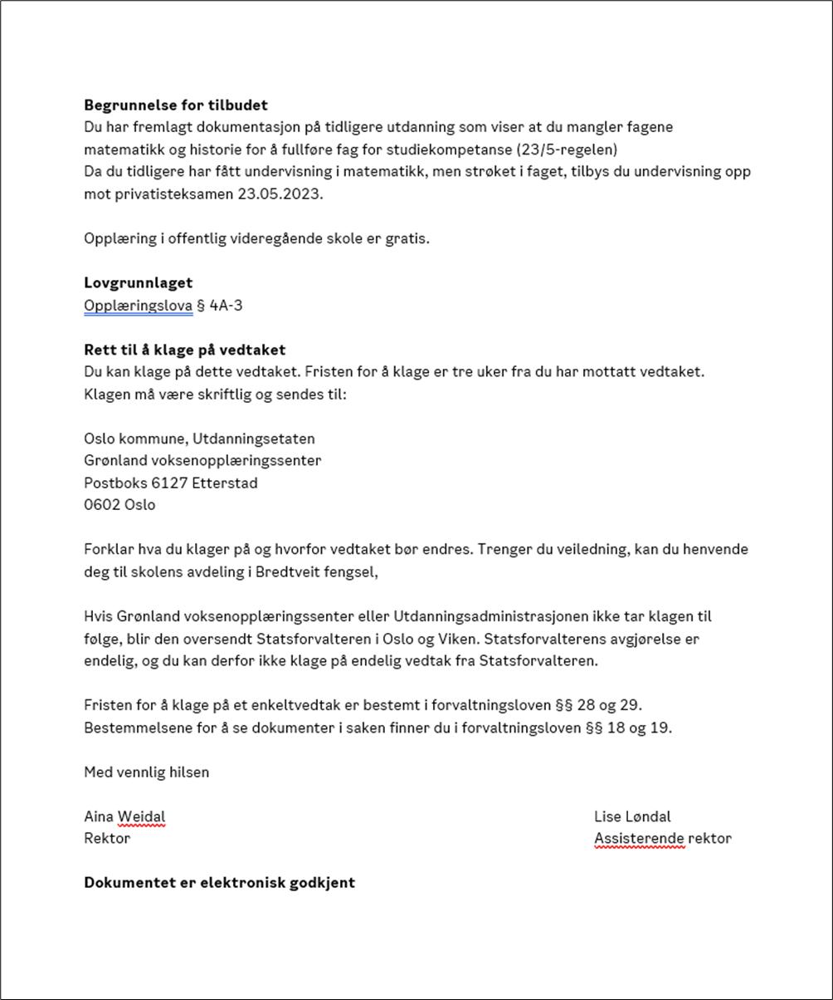 Begrunnelse for tilbudet
Du har fremlagt dokumentasjon på tidligere utdanning som viser at du mangler fagene
matematikk og historie for å fullføre fag for studiekompetanse (23/5-regelen)
Da du tidligere har fått undervisning i matematikk, men strøket i faget, tilbys du undervisning opp
mot privatisteksamen 23.05.2023.
Opplæring i offentlig videregående skole er gratis.
Lovgrunnlaget
Opplæringslova § 4A-3
Rett til å klage på vedtaket
Du kan klage på dette vedtaket. Fristen for å klage er tre uker fra du har mottatt vedtaket.
Klagen må være skriftlig og sendes til:
Oslo kommune, Utdanningsetaten
Grønland voksenopplæringssenter
Postboks 6127 Etterstad
0602 Oslo
Forklar hva du klager på og hvorfor vedtaket bør endres. Trenger du veiledning, kan du henvende
deg til skolens avdeling i Bredtveit fengsel,
Hvis Grønland voksenopplæringssenter eller Utdanningsadministrasjonen ikke tar klagen til
følge, blir den oversendt Statsforvalteren i Oslo og Viken. Statsforvalterens avgjørelse er
endelig, og du kan derfor ikke klage på endelig vedtak fra Statsforvalteren.
Fristen for å klage på et enkeltvedtak er bestemt i forvaltningsloven §§ 28 og 29.
Bestemmelsene for å se dokumenter i saken finner du i forvaltningsloven §§ 18 og 19.
Med vennlig hilsen
Aina Weidal Lise Løndal
Rektor Assisterende rektor
Dokumentet er elektronisk godkjent